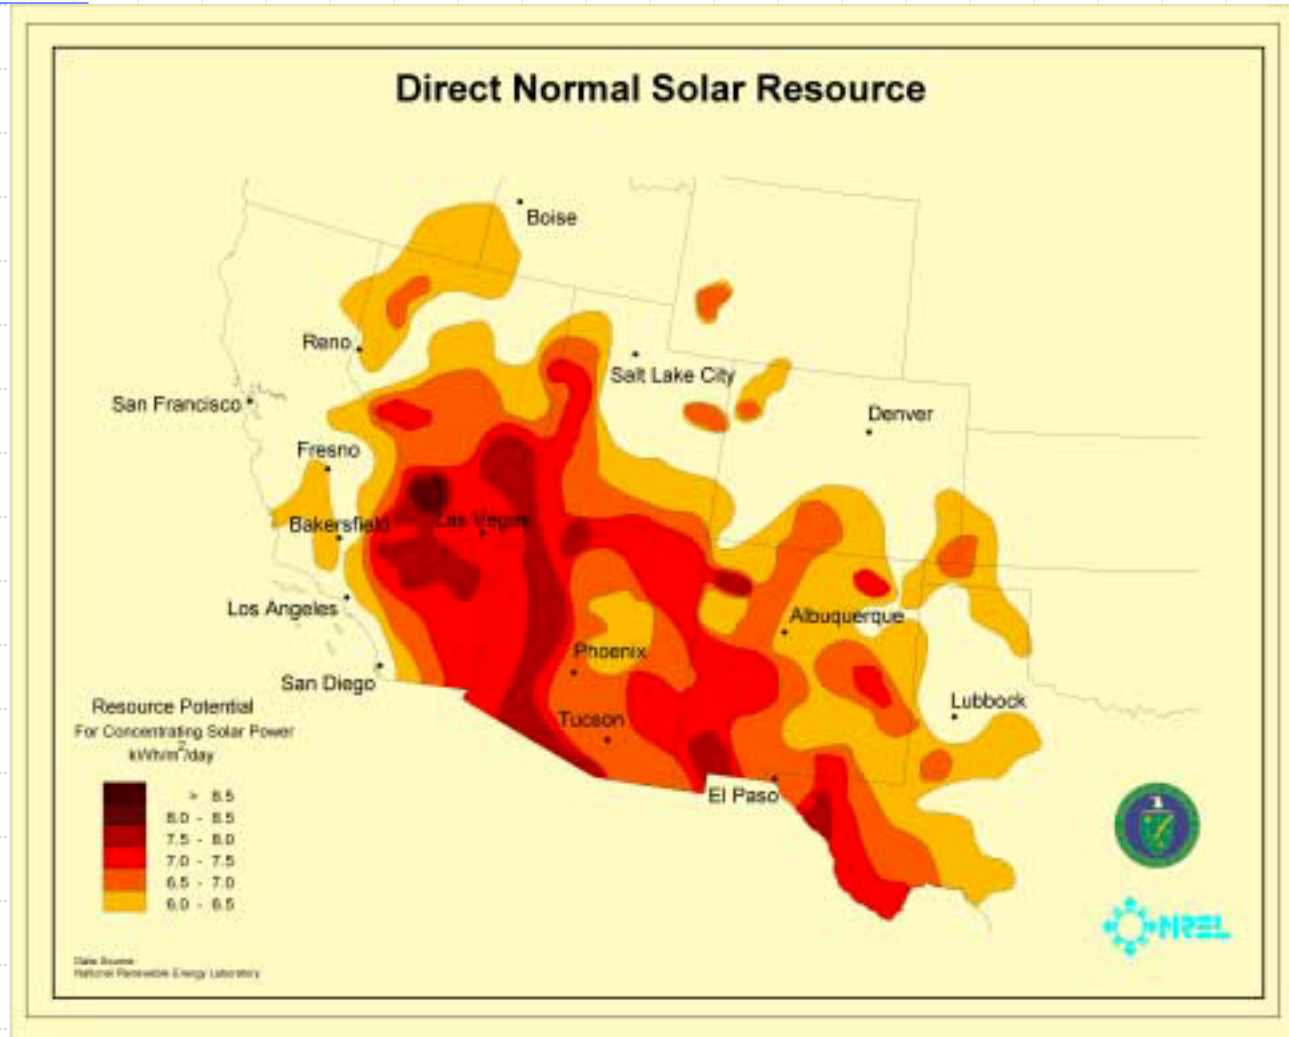 Direct Normal Solar Resource
Boise
Reno
Salt Lake City
San Francisco
Denver
Fresno
Bakersfield
Las Vegas
Los Angeles
Albuquerque
Phoenix
San Diego
Lubbock
Tucson
El Paso
Resource Potential
For Concentrating Solar Power
kWh/m²/day
> 8.5
8.0 - 8.5
7.5 - 8.0
7.0 - 7.5
6.5 - 7.0
6.0 - 6.5
NREL
Data Source:
National Renewable Energy Laboratory